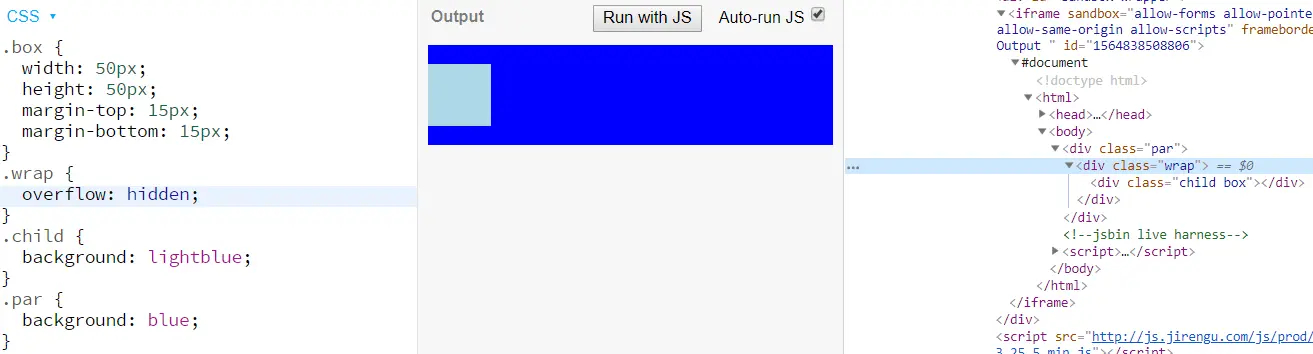 CSS
.box {
width: 50px;
height: 50px;
margin-top: 15px;
margin-bottom: 15px;
}
.wrap {
overflow: hidden;
}
.child {
background: lightblue;
}
.par {
background: blue;
}
Output
Run with JS
Auto-run JS
<iframe sandbox="allow-forms allow-pointe
allow-same-origin allow-scripts" frameborde
Output " id="1564838508806">
#document
<!doctype html>
<html>
<head>…</head>
<body>
<div class="par">
... <div class="wrap"> == $0
<div class="child box"></div>
</div>
</div>
<!--jsbin live harness-->
<script>…</script>
</body>
</html>
</iframe>
</div>
<script src="http://js.jirengu.com/js/prod/
3.25.5.min.js"></script>